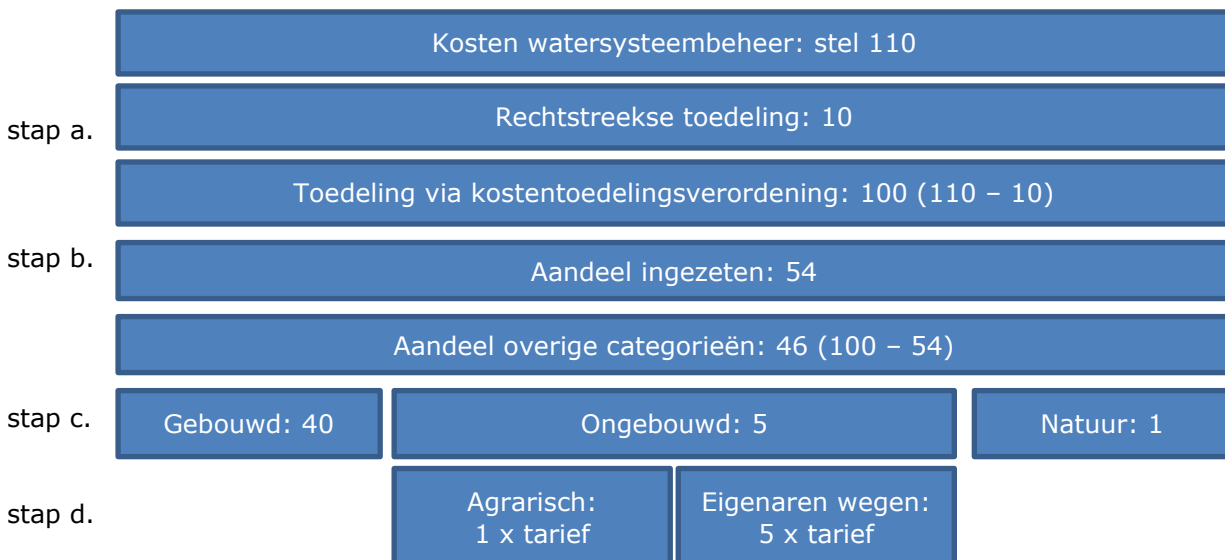 Kosten watersysteembeheer: stel 110
stap a.
Rechtstreekse toedeling: 10
Toedeling via kostentoedelingsverordening: 100 (110 – 10)
stap b.
Aandeel ingezeten: 54
Aandeel overige categorieën: 46 (100 – 54)
stap c.
Gebouwd: 40
Ongebouwd: 5
Natuur: 1
stap d.
Agrarisch:
1 x tarief
Eigenaren wegen:
5 x tarief